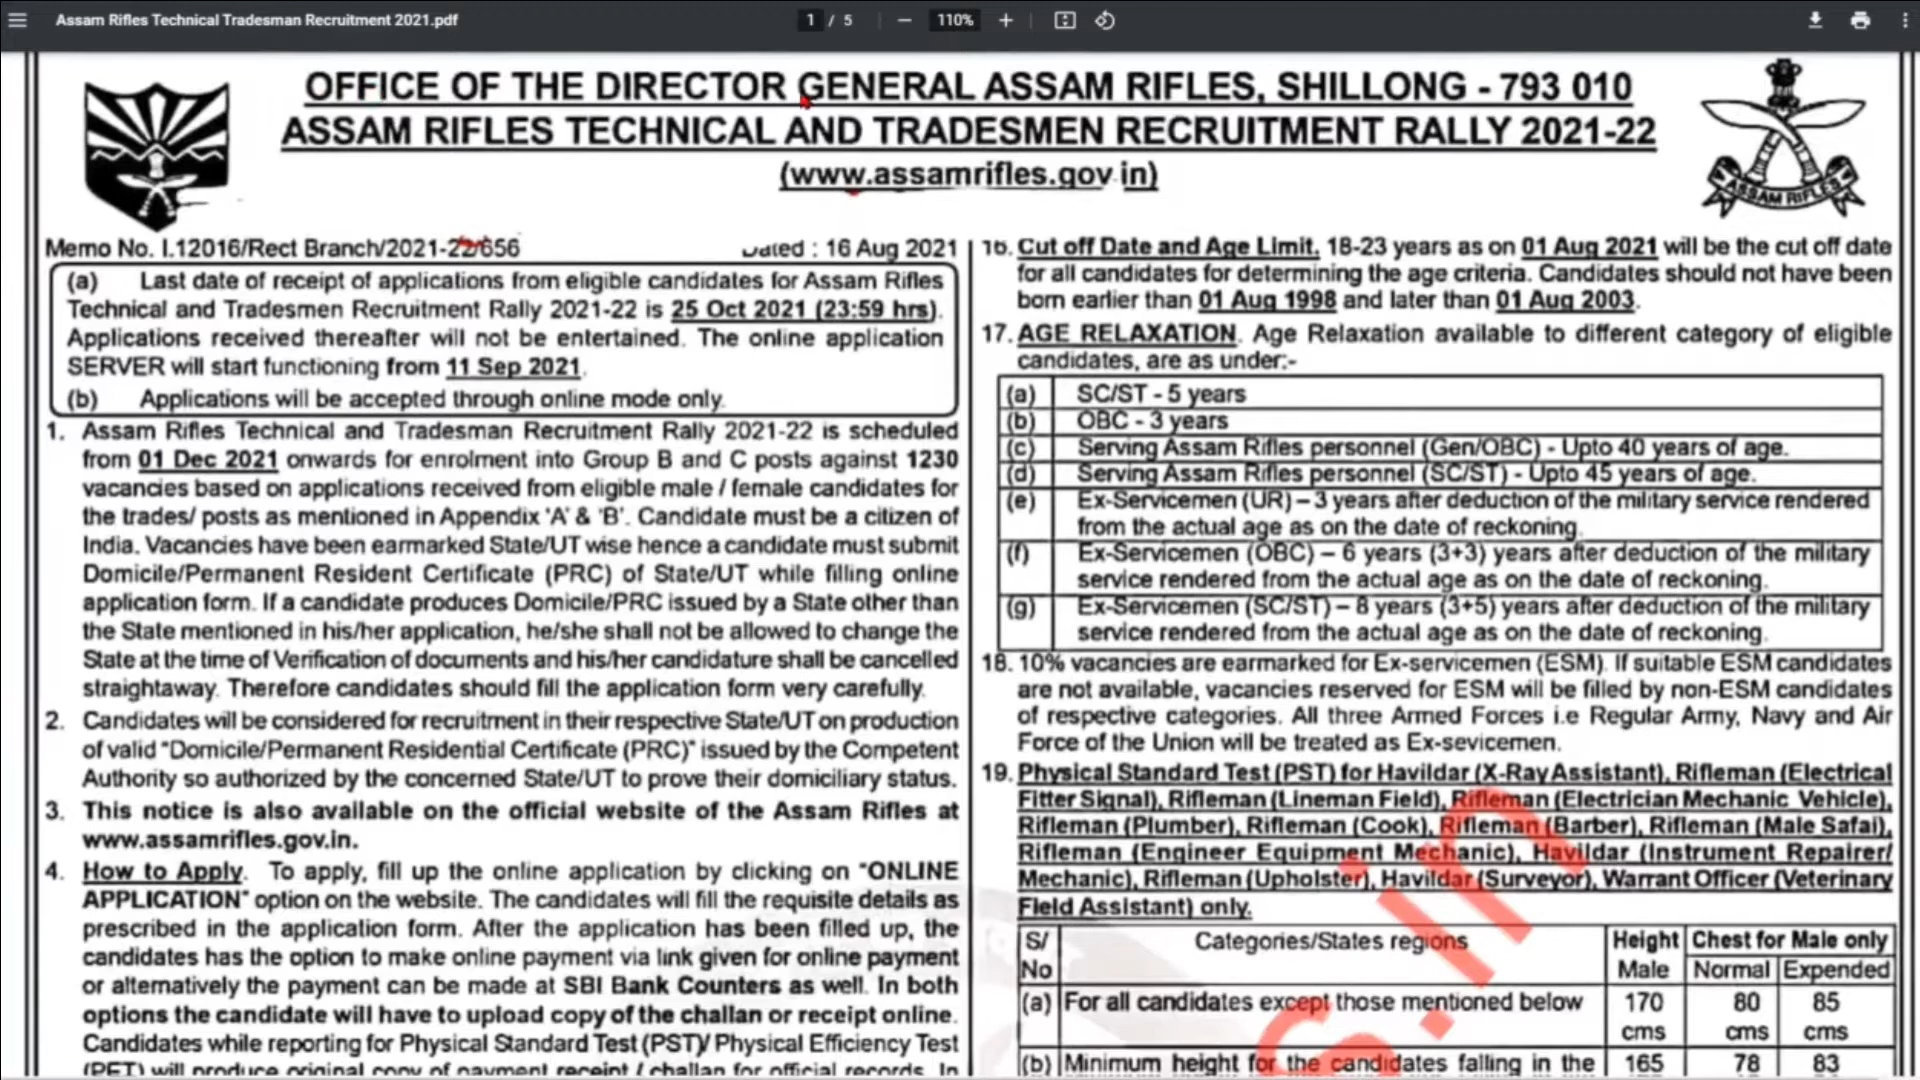 Assam Rifles Technical Tradesman Recruitment 2021.pdf
1 / 5
110%
OFFICE OF THE DIRECTOR GENERAL ASSAM RIFLES, SHILLONG - 793 010
ASSAM RIFLES TECHNICAL AND TRADESMEN RECRUITMENT RALLY 2021-22
(www.assamrifles.gov.in)
ASSAM RIFLES
Memo No. I.12016/Rect Branch/2021-22/656
Dated : 16 Aug 2021
(a) Last date of receipt of applications from eligible candidates for Assam Rifles
Technical and Tradesmen Recruitment Rally 2021-22 is 25 Oct 2021 (23:59 hrs).
Applications received thereafter will not be entertained. The online application
SERVER will start functioning from 11 Sep 2021.
(b) Applications will be accepted through online mode only.
1. Assam Rifles Technical and Tradesman Recruitment Rally 2021-22 is scheduled
from 01 Dec 2021 onwards for enrolment into Group B and C posts against 1230
vacancies based on applications received from eligible male / female candidates for
the trades/ posts as mentioned in Appendix 'A' & 'B'. Candidate must be a citizen of
India. Vacancies have been earmarked State/UT wise hence a candidate must submit
Domicile/Permanent Resident Certificate (PRC) of State/UT while filling online
application form. If a candidate produces Domicile/PRC issued by a State other than
the State mentioned in his/her application, he/she shall not be allowed to change the
State at the time of Verification of documents and his/her candidature shall be cancelled
straightaway. Therefore candidates should fill the application form very carefully.
2. Candidates will be considered for recruitment in their respective State/UT on production
of valid "Domicile/Permanent Residential Certificate (PRC)" issued by the Competent
Authority so authorized by the concerned State/UT to prove their domiciliary status.
3. This notice is also available on the official website of the Assam Rifles at
www.assamrifles.gov.in.
4. How to Apply. To apply, fill up the online application by clicking on "ONLINE
APPLICATION" option on the website. The candidates will fill the requisite details as
prescribed in the application form. After the application has been filled up, the
candidates has the option to make online payment via link given for online payment
or alternatively the payment can be made at SBI Bank Counters as well. In both
options the candidate will have to upload copy of the challan or receipt online.
Candidates while reporting for Physical Standard Test (PST)/ Physical Efficiency Test
(PET) will produce original copy of payment receipt / challan for official records. In
16. Cut off Date and Age Limit. 18-23 years as on 01 Aug 2021 will be the cut off date
for all candidates for determining the age criteria. Candidates should not have been
born earlier than 01 Aug 1998 and later than 01 Aug 2003.
17. AGE RELAXATION. Age Relaxation available to different category of eligible
candidates, are as under:-
(a) SC/ST - 5 years
(b) OBC - 3 years
(c) Serving Assam Rifles personnel (Gen/OBC) - Upto 40 years of age.
(d) Serving Assam Rifles personnel (SC/ST) - Upto 45 years of age.
(e) Ex-Servicemen (UR) – 3 years after deduction of the military service rendered
from the actual age as on the date of reckoning.
(f) Ex-Servicemen (OBC) – 6 years (3+3) years after deduction of the military
service rendered from the actual age as on the date of reckoning.
(g) Ex-Servicemen (SC/ST) – 8 years (3+5) years after deduction of the military
service rendered from the actual age as on the date of reckoning.
18. 10% vacancies are earmarked for Ex-servicemen (ESM). If suitable ESM candidates
are not available, vacancies reserved for ESM will be filled by non-ESM candidates
of respective categories. All three Armed Forces i.e Regular Army, Navy and Air
Force of the Union will be treated as Ex-sevicemen.
19. Physical Standard Test (PST) for Havildar (X-Ray Assistant), Rifleman (Electrical
Fitter Signal), Rifleman (Lineman Field), Rifleman (Electrician Mechanic Vehicle),
Rifleman (Plumber), Rifleman (Cook), Rifleman (Barber), Rifleman (Male Safai),
Rifleman (Engineer Equipment Mechanic), Havildar (Instrument Repairer/
Mechanic), Rifleman (Upholster), Havildar (Surveyor), Warrant Officer (Veterinary
Field Assistant) only.
S/ No Categories/States regions Height Male Chest for Male only
Normal Expended
(a) For all candidates except those mentioned below 170 cms 80 cms 85 cms
(b) Minimum height for the candidates falling in the 165 78 83
s.in